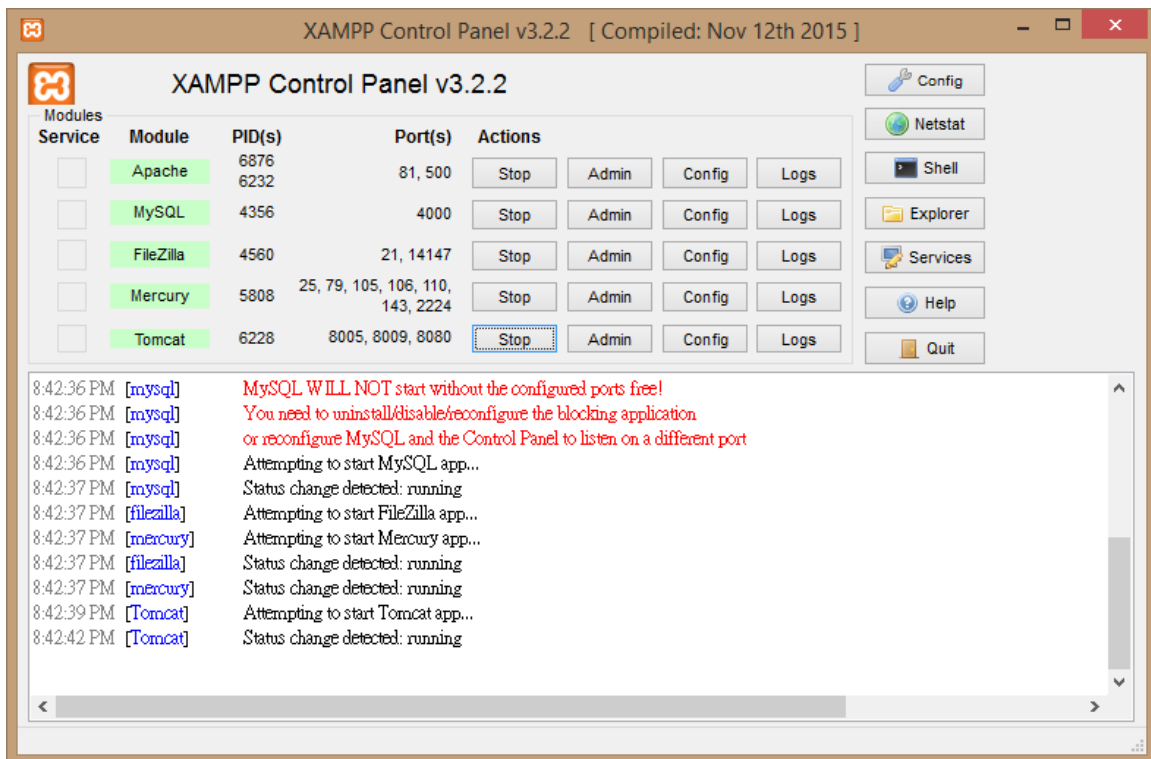 XAMPP Control Panel v3.2.2 [ Compiled: Nov 12th 2015 ]
XAMPP Control Panel v3.2.2
Config
Modules
Netstat
Service Module PID(s) Port(s) Actions
Apache 6876 6232 81, 500 Stop Admin Config Logs
Shell
MySQL 4356 4000 Stop Admin Config Logs
Explorer
FileZilla 4560 21, 14147 Stop Admin Config Logs
Services
Mercury 5808 25, 79, 105, 106, 110, 143, 2224 Stop Admin Config Logs
Help
Tomcat 6228 8005, 8009, 8080 Stop Admin Config Logs
Quit
8:42:36 PM [mysql] MySQL WILL NOT start without the configured ports free!
8:42:36 PM [mysql] You need to uninstall/disable/reconfigure the blocking application
8:42:36 PM [mysql] or reconfigure MySQL and the Control Panel to listen on a different port
8:42:36 PM [mysql] Attempting to start MySQL app...
8:42:37 PM [mysql] Status change detected: running
8:42:37 PM [filezilla] Attempting to start FileZilla app...
8:42:37 PM [mercury] Attempting to start Mercury app...
8:42:37 PM [filezilla] Status change detected: running
8:42:37 PM [mercury] Status change detected: running
8:42:39 PM [Tomcat] Attempting to start Tomcat app...
8:42:42 PM [Tomcat] Status change detected: running